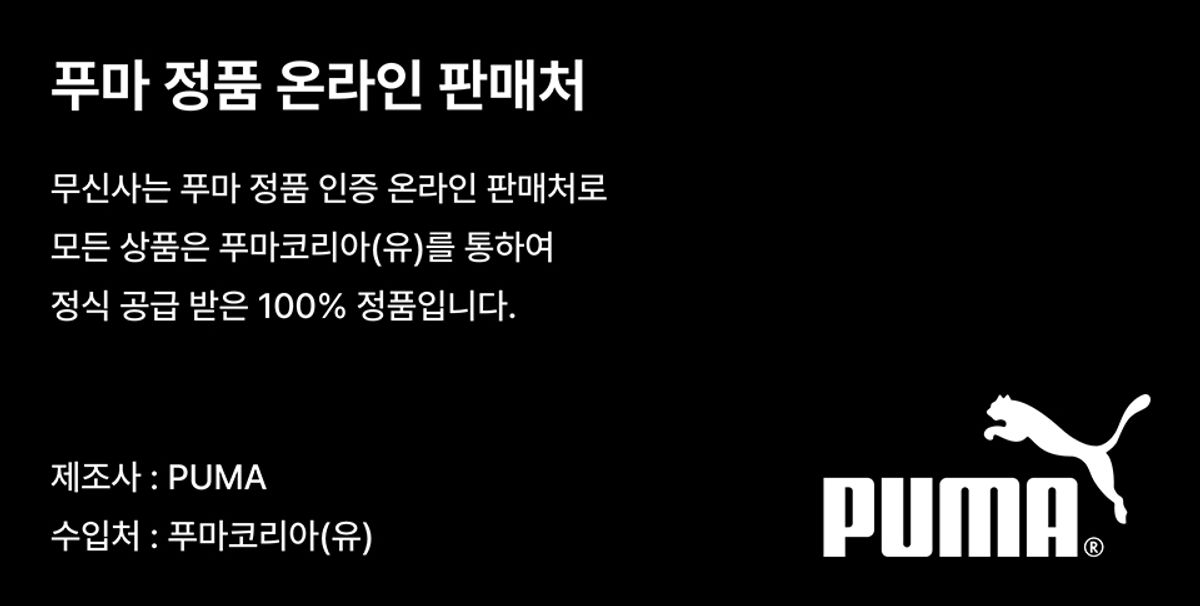 푸마 정품 온라인 판매처
무신사는 푸마 정품 인증 온라인 판매처로
모든 상품은 푸마코리아(유)를 통하여
정식 공급 받은 100% 정품입니다.
제조사 : PUMA
수입처 : 푸마코리아(유)
PUMA®